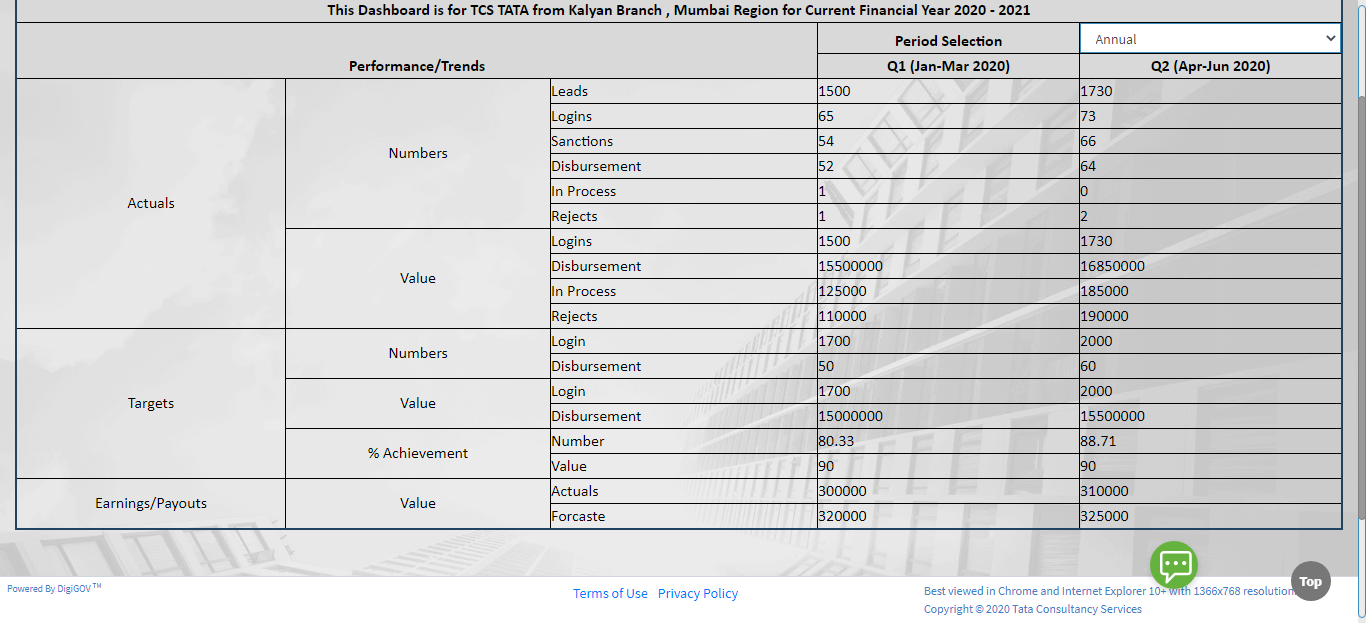 This Dashboard is for TCS TATA from Kalyan Branch , Mumbai Region for Current Financial Year 2020 - 2021
Performance/Trends
Period Selection
Annual
Q1 (Jan-Mar 2020)
Q2 (Apr-Jun 2020)
Actuals
Numbers
Leads 1500 1730
Logins 65 73
Sanctions 54 66
Disbursement 52 64
In Process 1 0
Rejects 1 2
Value
Logins 1500 1730
Disbursement 15500000 16850000
In Process 125000 185000
Rejects 110000 190000
Targets
Numbers
Login 1700 2000
Disbursement 50 60
Value
Login 1700 2000
Disbursement 15000000 15500000
% Achievement
Number 80.33 88.71
Value 90 90
Earnings/Payouts
Value
Actuals 300000 310000
Forcaste 320000 325000
Top
Powered By DigiGOV™
Terms of Use Privacy Policy
Best viewed in Chrome and Internet Explorer 10+ with 1366x768 resolution
Copyright © 2020 Tata Consultancy Services